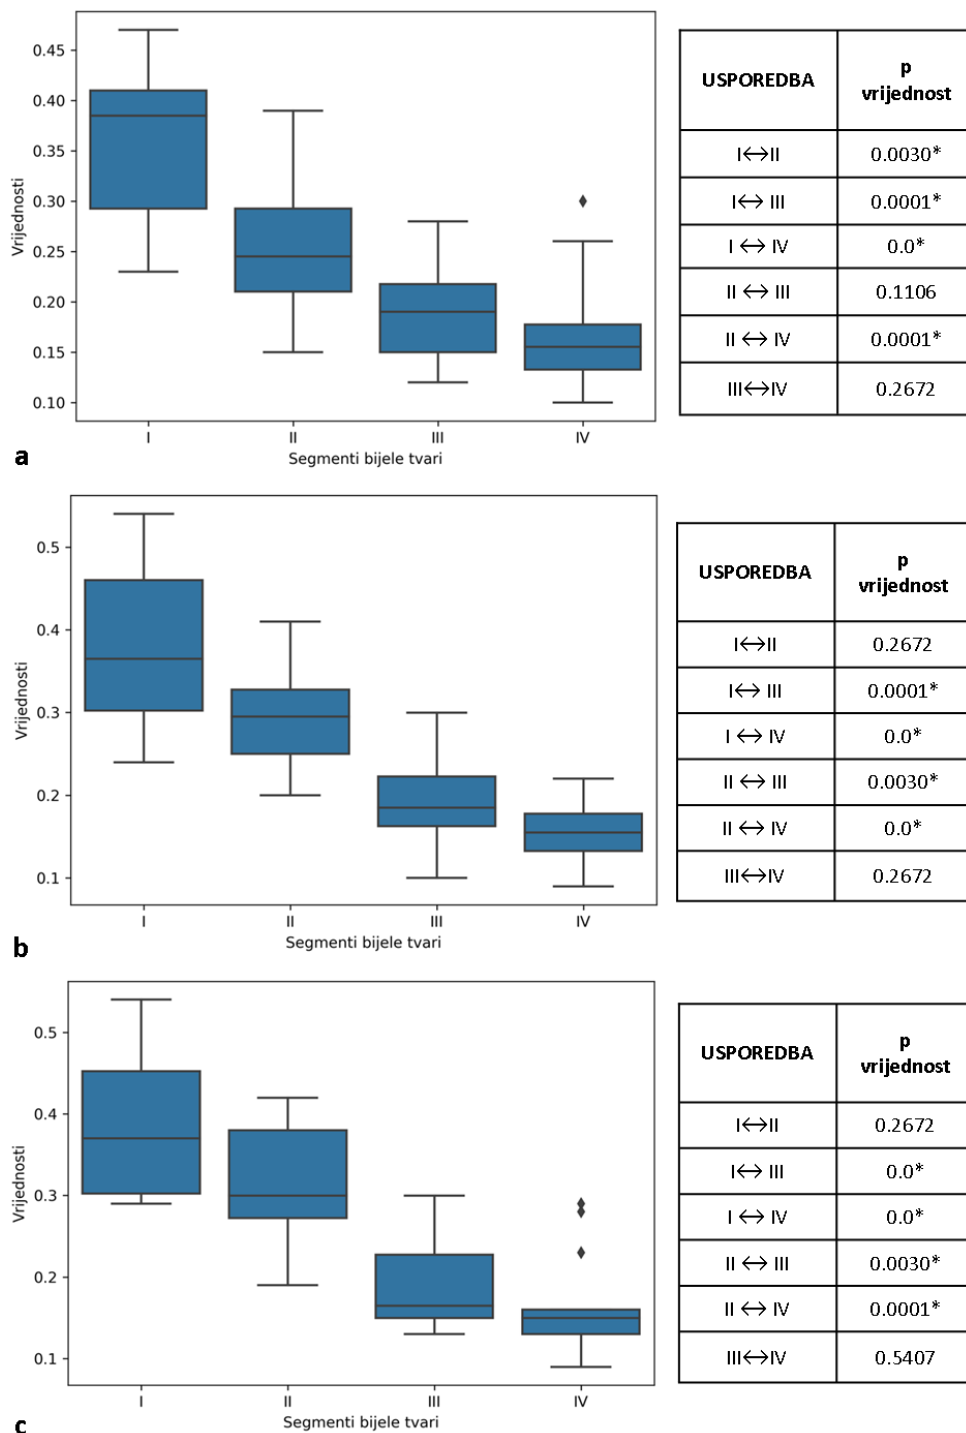 0.45
0.40
0.35
0.30
0.25
0.20
0.15
0.10
Vrijednosti
I II III IV
Segmenti bijele tvari
a
USPOREDBA p vrijednost
I↔II 0.0030*
I↔III 0.0001*
I ↔ IV 0.0*
II ↔ III 0.1106
II ↔ IV 0.0001*
III↔IV 0.2672
0.5
0.4
0.3
0.2
0.1
Vrijednosti
I II III IV
Segmenti bijele tvari
b
USPOREDBA p vrijednost
I↔II 0.2672
I↔III 0.0001*
I ↔ IV 0.0*
II ↔ III 0.0030*
II ↔ IV 0.0*
III↔IV 0.2672
0.5
0.4
0.3
0.2
0.1
Vrijednosti
I II III IV
Segmenti bijele tvari
c
USPOREDBA p vrijednost
I↔II 0.2672
I↔III 0.0*
I ↔ IV 0.0*
II ↔ III 0.0030*
II ↔ IV 0.0001*
III↔IV 0.5407